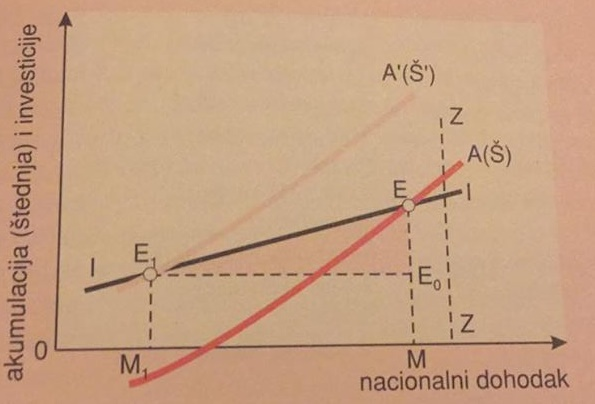 akumulacija (štednja) i investicije
A'(Š')
Z
A(Š)
E
I
E₁
I
E₀
0
Z
M₁
M
nacionalni dohodak